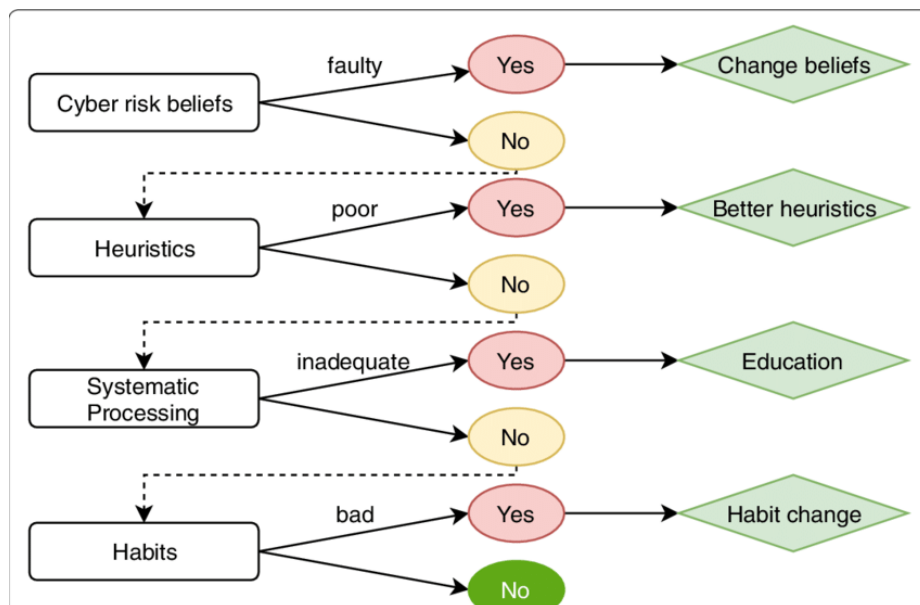 faulty
Yes
Change beliefs
Cyber risk beliefs
No
poor
Yes
Better heuristics
Heuristics
No
inadequate
Yes
Education
Systematic
Processing
No
bad
Yes
Habit change
Habits
No